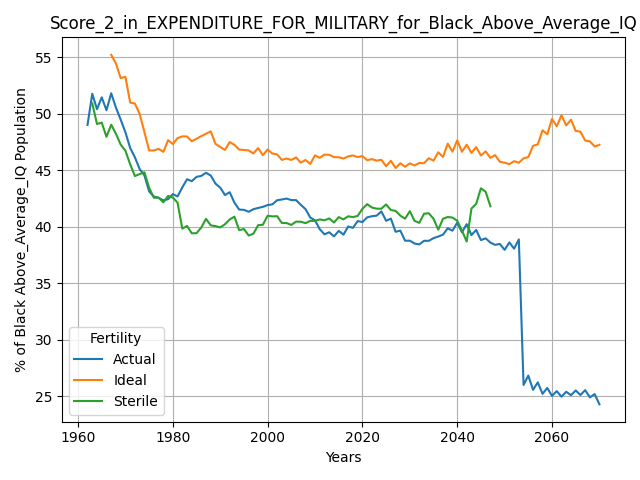 Score_2_in_EXPENDITURE_FOR_MILITARY_for_Black_Above_Average_IQ
% of Black Above_Average_IQ Population
55
50
45
40
35
30
25
Fertility
Actual
Ideal
Sterile
1960 1980 2000 2020 2040 2060
Years